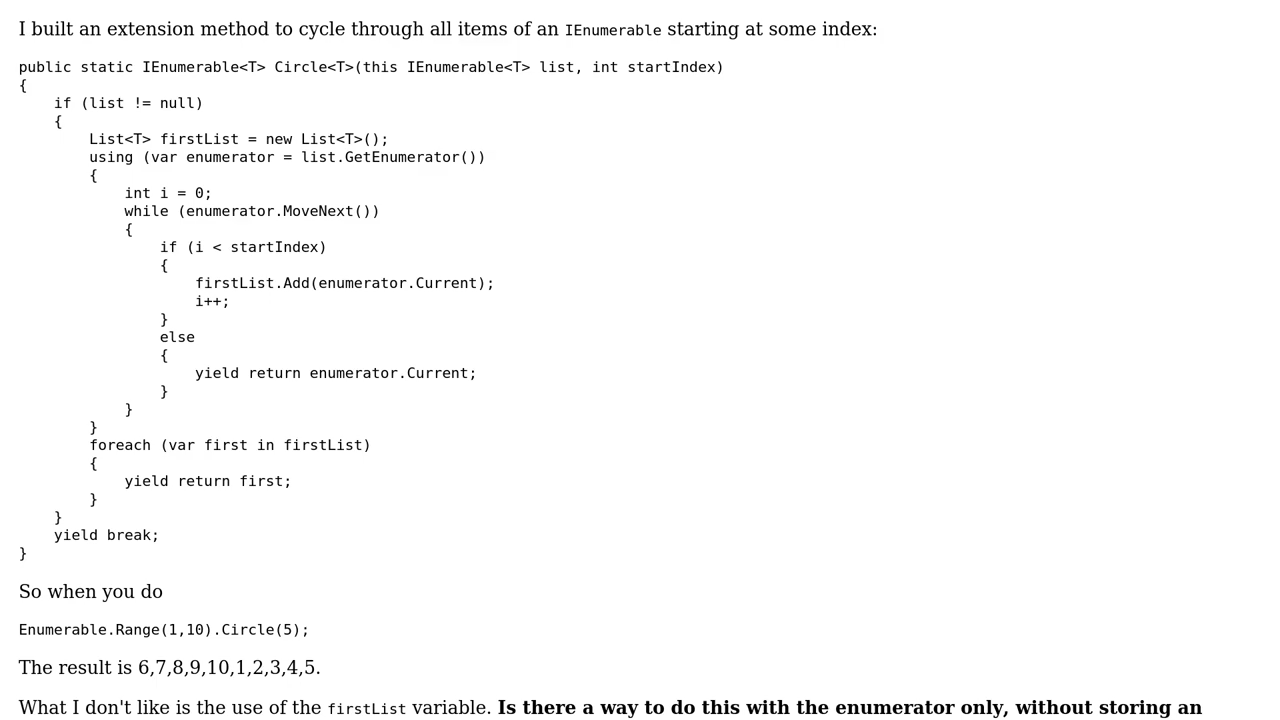 I built an extension method to cycle through all items of an IEnumerable starting at some index:
public static IEnumerable<T> Circle<T>(this IEnumerable<T> list, int startIndex)
{
    if (list != null)
    {
        List<T> firstList = new List<T>();
        using (var enumerator = list.GetEnumerator())
        {
            int i = 0;
            while (enumerator.MoveNext())
            {
                if (i < startIndex)
                {
                    firstList.Add(enumerator.Current);
                    i++;
                }
                else
                {
                    yield return enumerator.Current;
                }
            }
        }
        foreach (var first in firstList)
        {
            yield return first;
        }
    }
    yield break;
}
So when you do
Enumerable.Range(1,10).Circle(5);
The result is 6,7,8,9,10,1,2,3,4,5.
What I don't like is the use of the firstList variable. Is there a way to do this with the enumerator only, without storing an